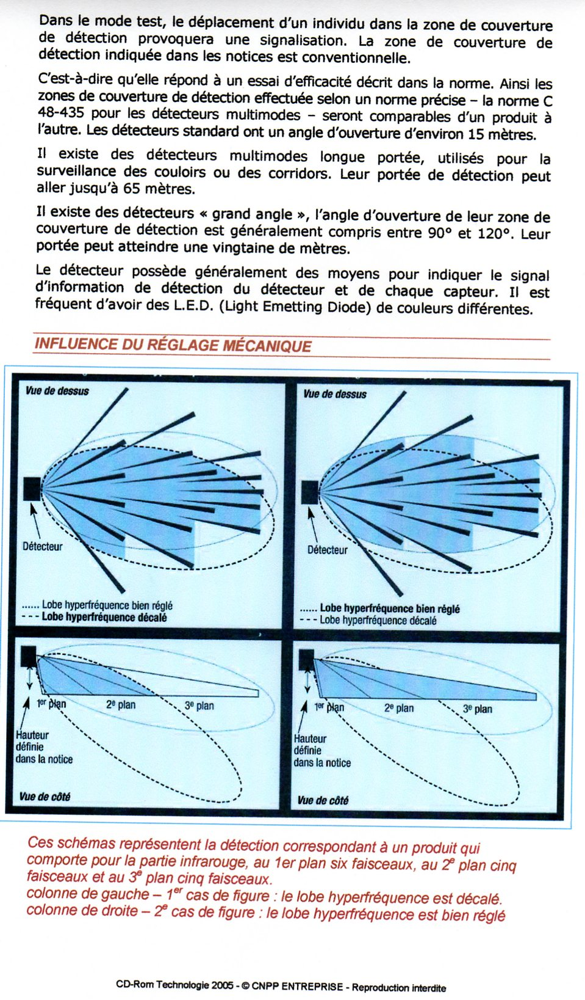 Dans le mode test, le déplacement d'un individu dans la zone de couverture
de détection provoquera une signalisation. La zone de couverture de
détection indiquée dans les notices est conventionnelle.
C'est-à-dire qu'elle répond à un essai d'efficacité décrit dans la norme. Ainsi les
zones de couverture de détection effectuée selon un norme précise – la norme C
48-435 pour les détecteurs multimodes – seront comparables d'un produit à
l'autre. Les détecteurs standard ont un angle d'ouverture d'environ 15 mètres.
Il existe des détecteurs multimodes longue portée, utilisés pour la
surveillance des couloirs ou des corridors. Leur portée de détection peut
aller jusqu'à 65 mètres.
Il existe des détecteurs « grand angle », l'angle d'ouverture de leur zone de
couverture de détection est généralement compris entre 90° et 120°. Leur
portée peut atteindre une vingtaine de mètres.
Le détecteur possède généralement des moyens pour indiquer le signal
d'information de détection du détecteur et de chaque capteur. Il est
fréquent d'avoir des L.E.D. (Light Emetting Diode) de couleurs différentes.
INFLUENCE DU RÉGLAGE MÉCANIQUE
Vue de dessus
Détecteur
...... Lobe hyperfréquence bien réglé
--- Lobe hyperfréquence décalé
Vue de dessus
Détecteur
...... Lobe hyperfréquence bien réglé
--- Lobe hyperfréquence décalé
1er plan 2e plan 3e plan
Hauteur
définie
dans la notice
Vue de côté
1er plan 2e plan 3e plan
Hauteur
définie
dans la notice
Vue de côté
Ces schémas représentent la détection correspondant à un produit qui
comporte pour la partie infrarouge, au 1er plan six faisceaux, au 2e plan cinq
faisceaux et au 3e plan cinq faisceaux.
colonne de gauche – 1er cas de figure : le lobe hyperfréquence est décalé.
colonne de droite – 2e cas de figure : le lobe hyperfréquence est bien réglé
CD-Rom Technologie 2005 - © CNPP ENTREPRISE - Reproduction interdite